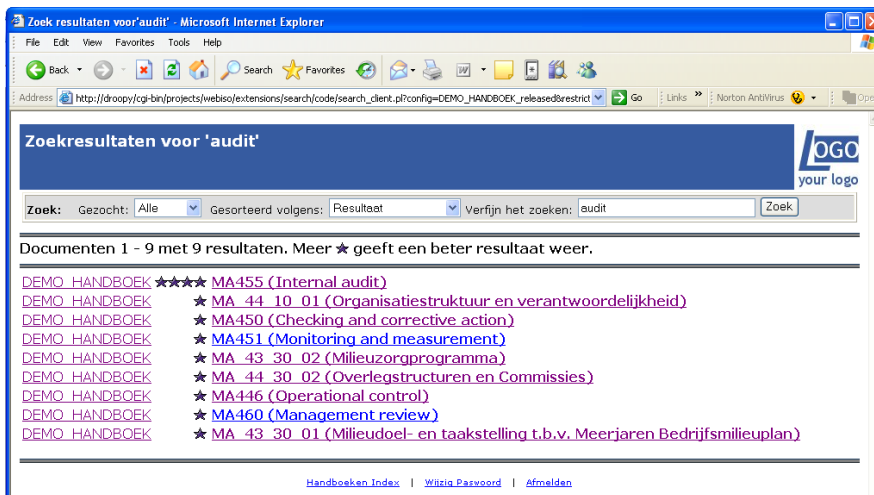 Zoek resultaten voor'audit' - Microsoft Internet Explorer
File Edit View Favorites Tools Help
Back Search Favorites
Address http://droopy/cgi-bin/projects/webiso/extensions/search/code/search_client.pl?config=DEMO_HANDBOEK_released&restrict Go Links » Norton AntiVirus Ope
Zoekresultaten voor 'audit'
LOGO
your logo
Zoek: Gezocht: Alle Gesorteerd volgens: Resultaat Verfijn het zoeken: audit Zoek
Documenten 1 - 9 met 9 resultaten. Meer ★ geeft een beter resultaat weer.
DEMO_HANDBOEK ★★★★ MA455 (Internal audit)
DEMO_HANDBOEK ★ MA_44_10_01 (Organisatiestruktuur en verantwoordelijkheid)
DEMO_HANDBOEK ★ MA450 (Checking and corrective action)
DEMO_HANDBOEK ★ MA451 (Monitoring and measurement)
DEMO_HANDBOEK ★ MA_43_30_02 (Milieuzorgprogramma)
DEMO_HANDBOEK ★ MA_44_30_02 (Overlegstructuren en Commissies)
DEMO_HANDBOEK ★ MA446 (Operational control)
DEMO_HANDBOEK ★ MA460 (Management review)
DEMO_HANDBOEK ★ MA_43_30_01 (Milieudoel- en taakstelling t.b.v. Meerjaren Bedrijfsmilieuplan)
Handboeken Index | Wijzig Paswoord | Afmelden